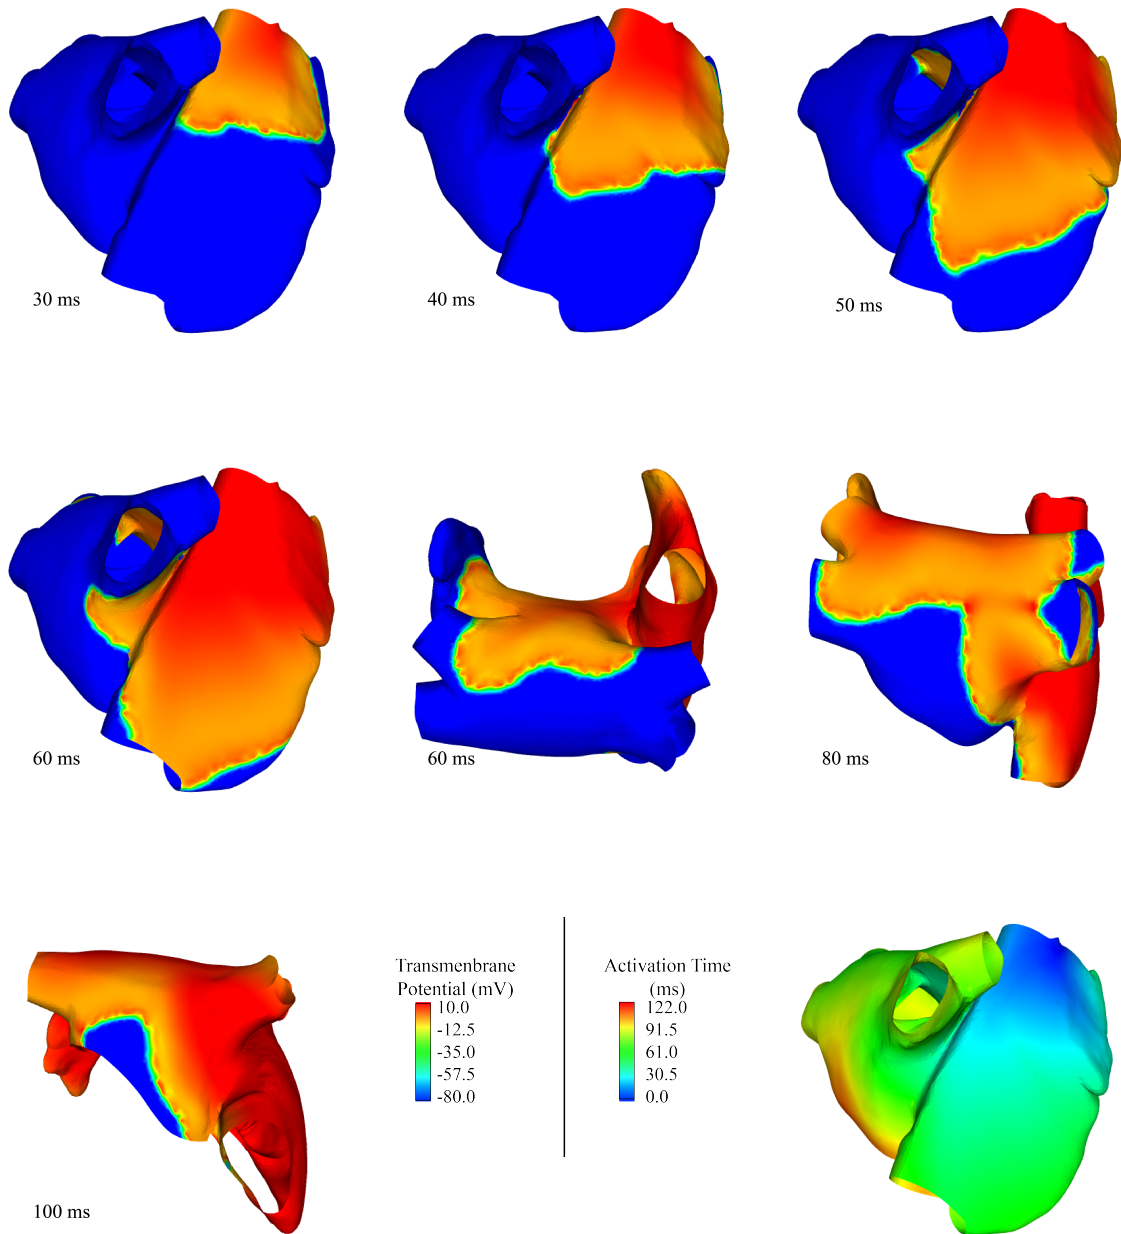 30 ms
40 ms
50 ms
60 ms
60 ms
80 ms
Transmenbrane
Potential (mV)
10.0
-12.5
-35.0
-57.5
-80.0
Activation Time
(ms)
122.0
91.5
61.0
30.5
0.0
100 ms